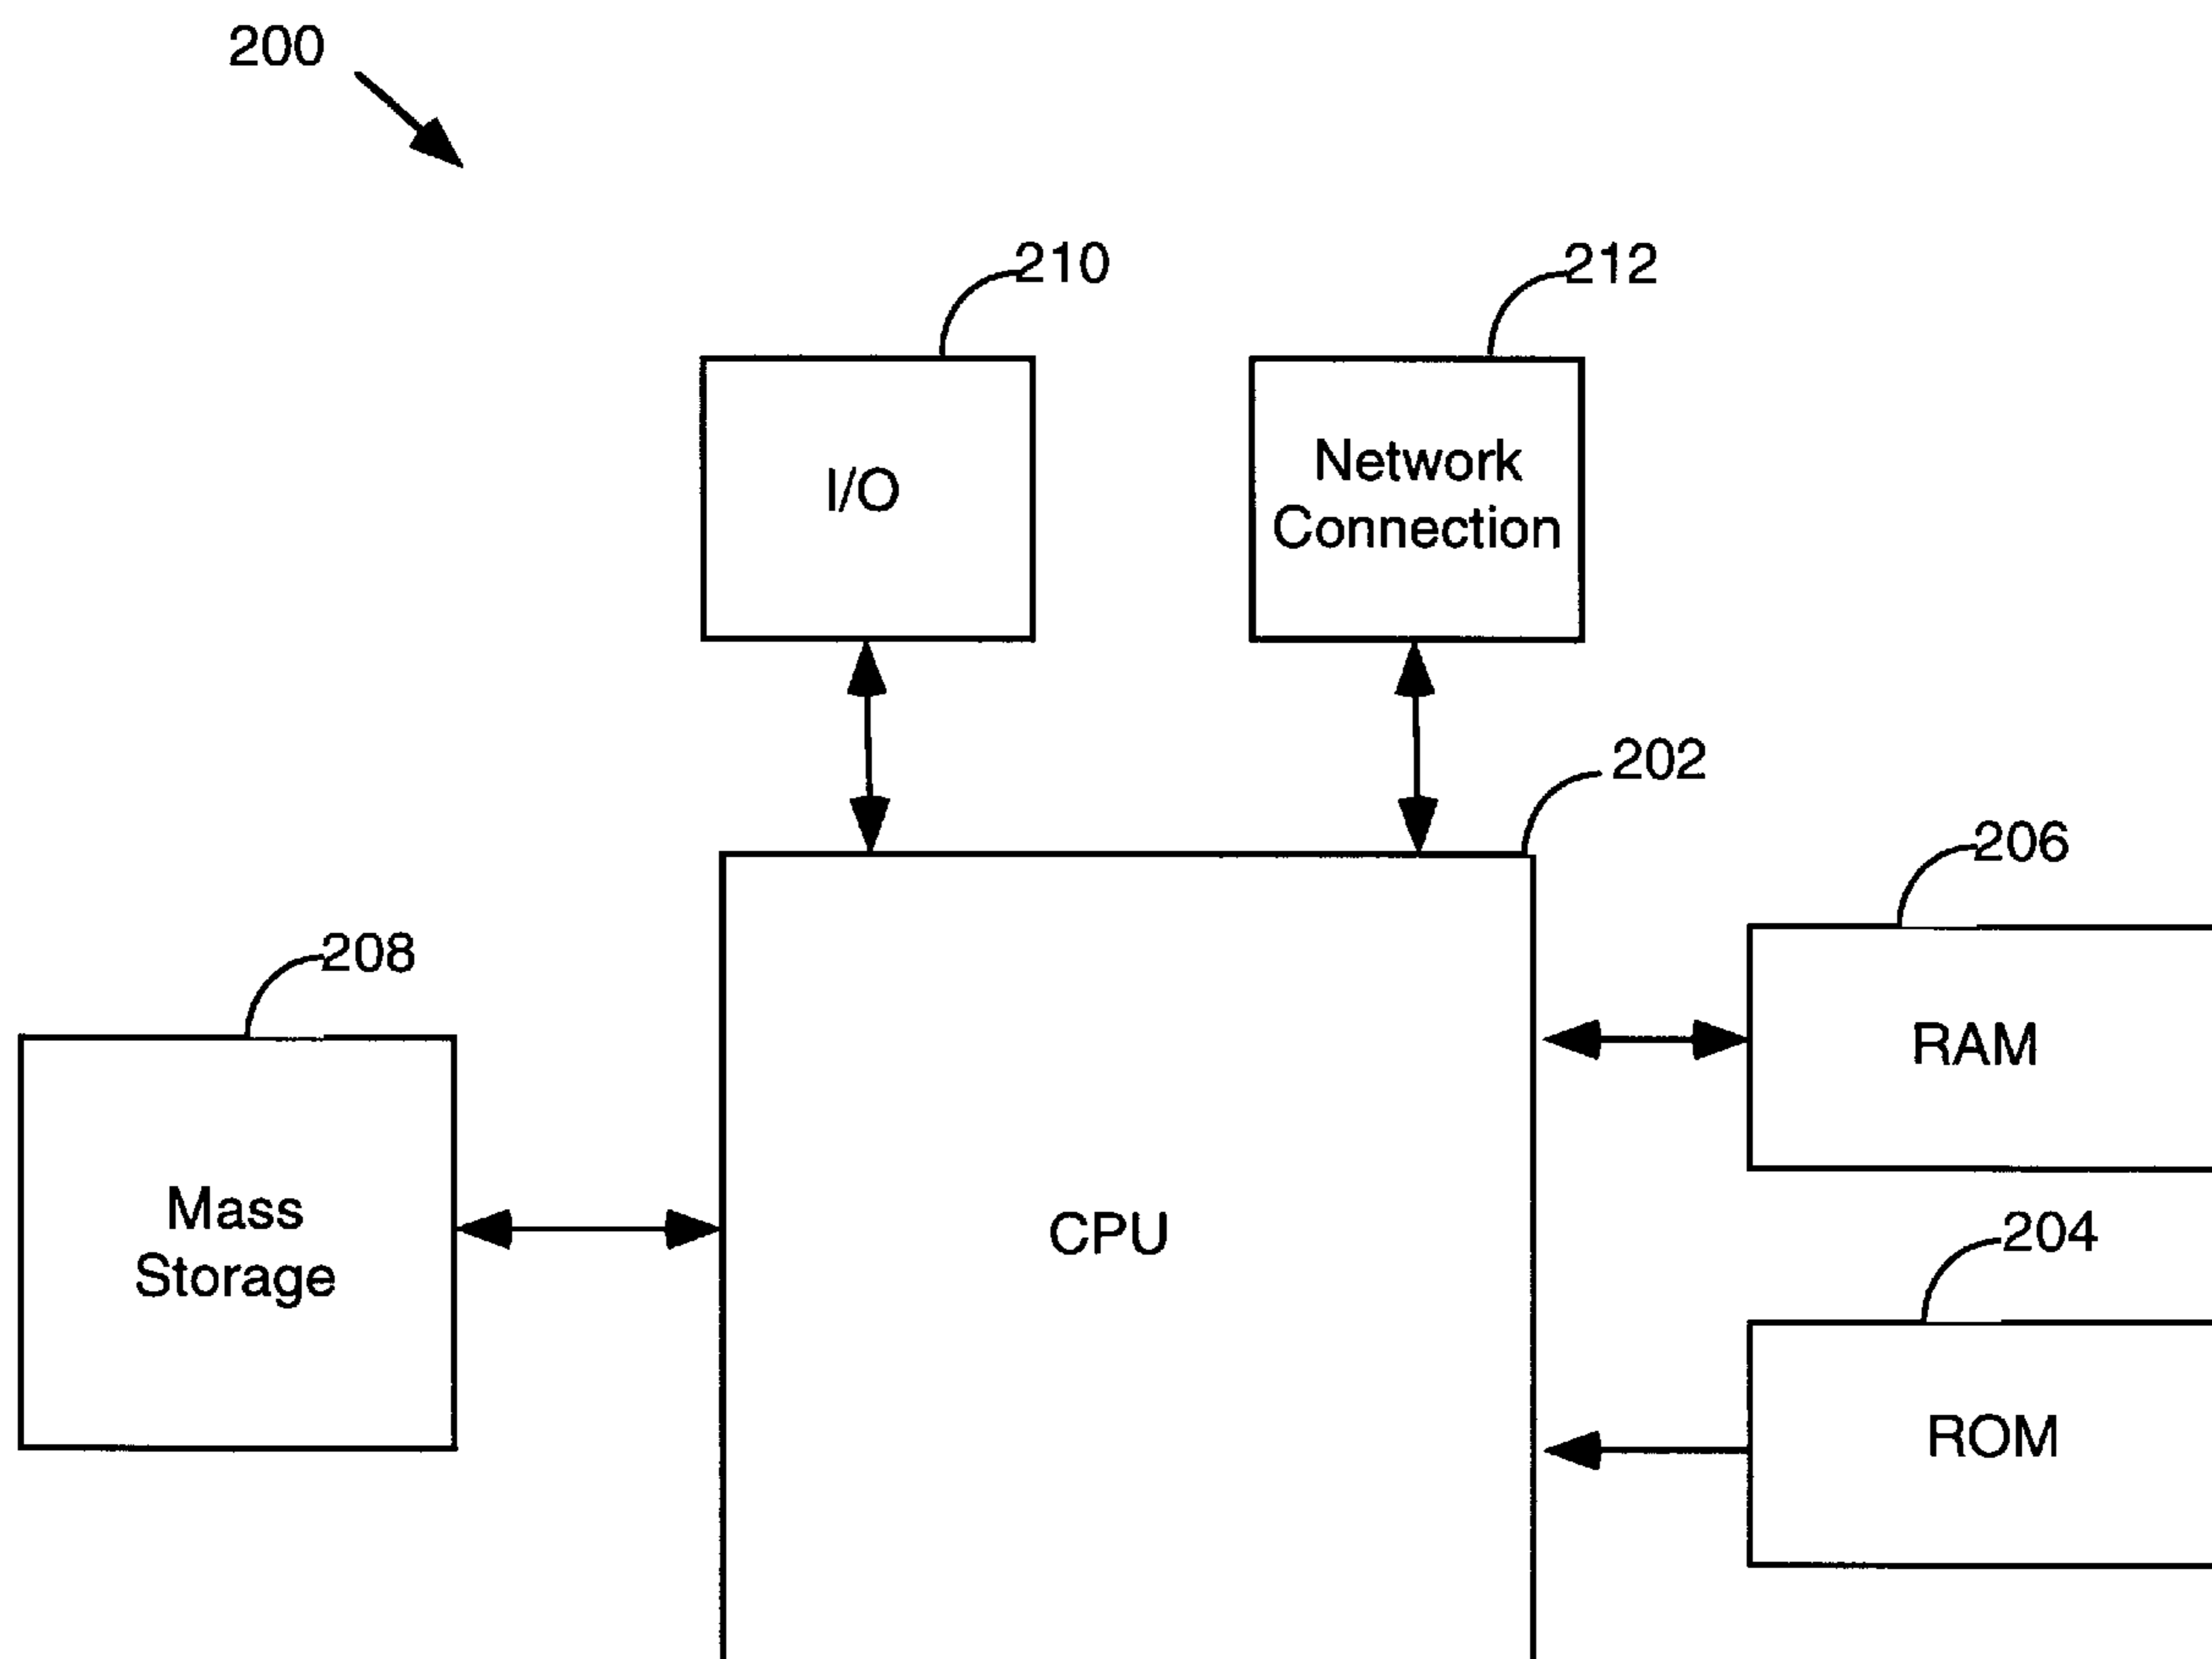 200
210
212
I/O
Network
Connection
202
206
208
RAM
Mass
Storage
CPU
204
ROM